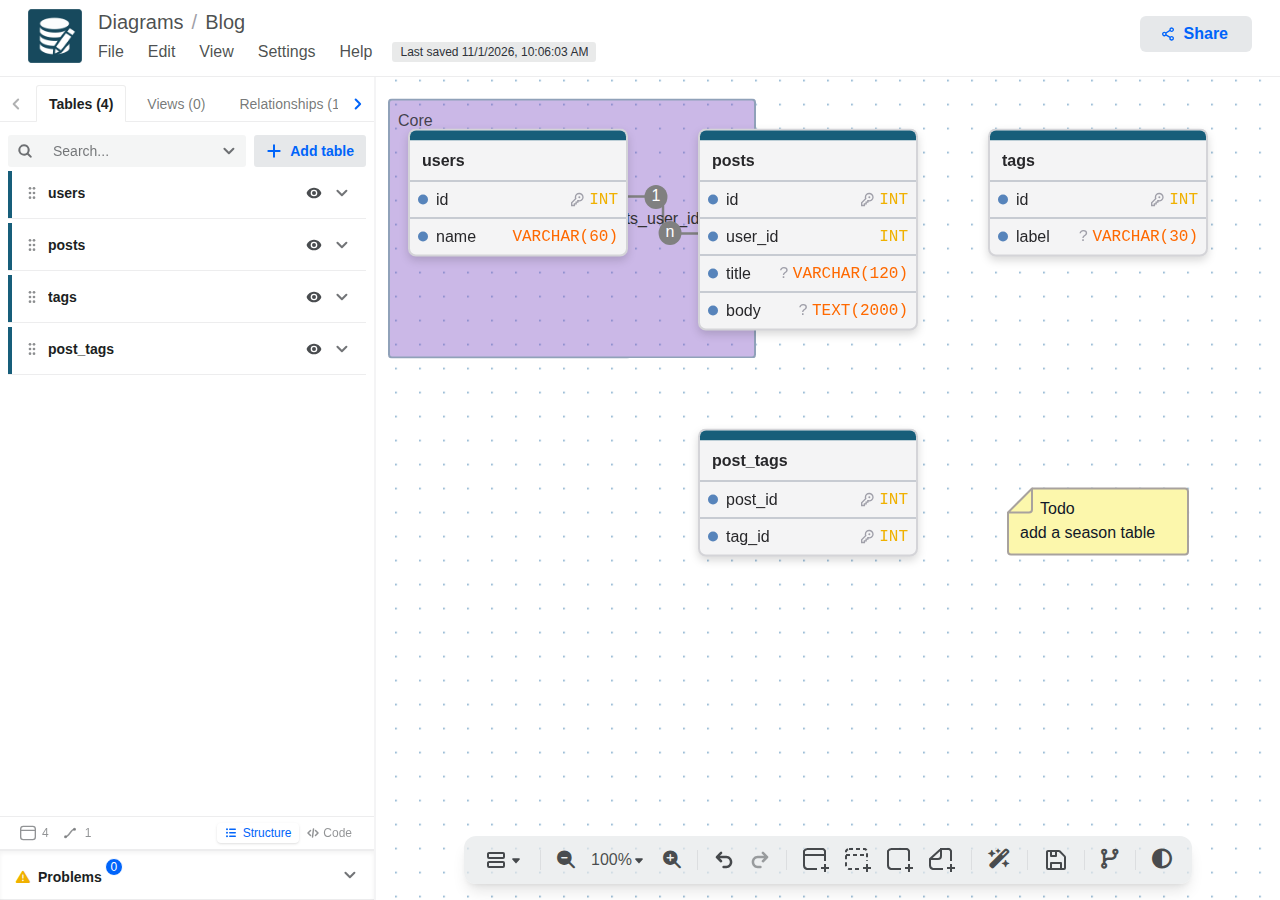 Diagrams / Blog
File Edit View Settings Help Last saved 11/1/2026, 10:06:03 AM
Share
Tables (4) Views (0) Relationships (1
Search...
Add table
users
posts
tags
post_tags
4 1 Structure Code
Problems 0
Core
users
id INT
name VARCHAR(60)
1
ts_user_id
n
posts
id INT
user_id INT
title ? VARCHAR(120)
body ? TEXT(2000)
tags
id INT
label ? VARCHAR(30)
post_tags
post_id INT
tag_id INT
Todo
add a season table
100%